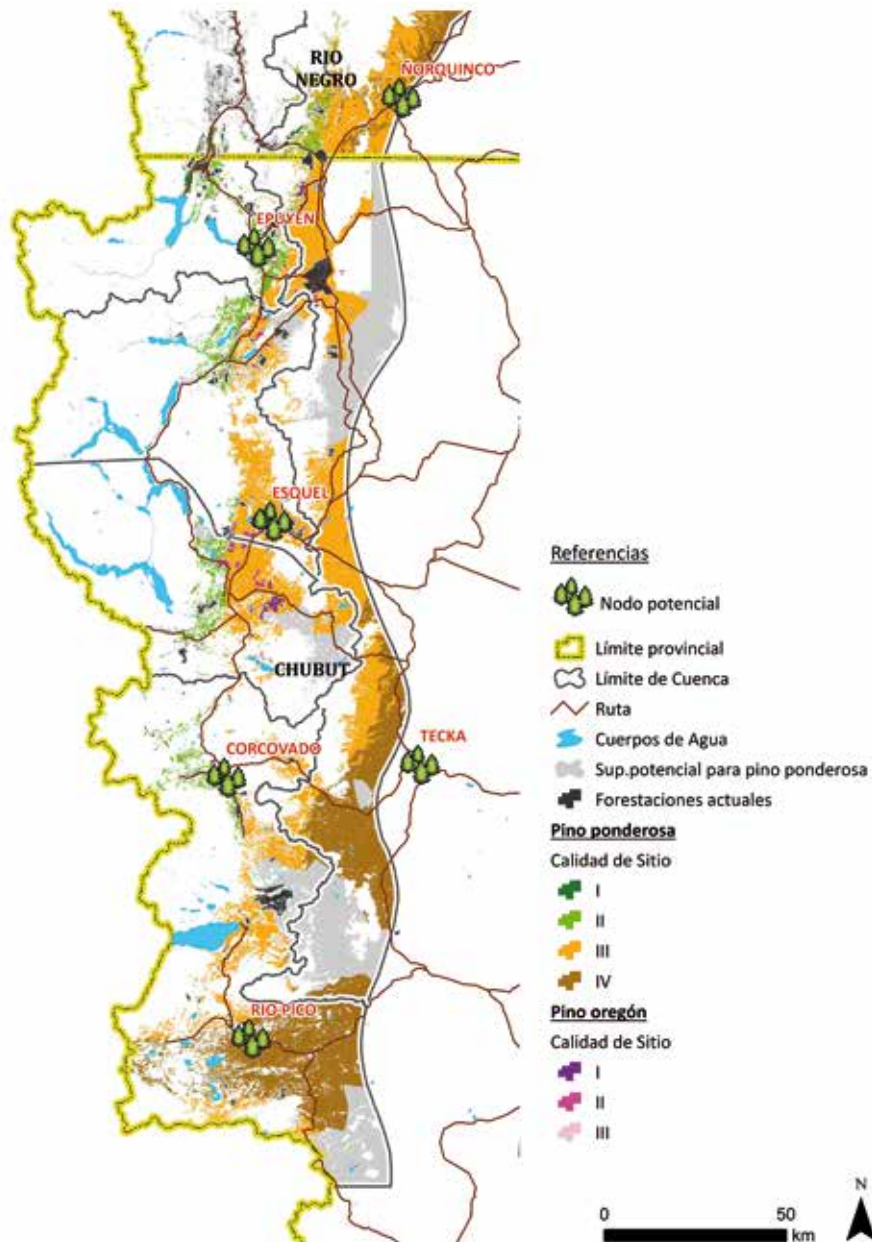 RIO
NEGRO
ÑORQUINCO
EPUYEN
ESQUEL
CHUBUT
CORCOVADO
TECKA
RIO PICO
Referencias
Nodo potencial
Límite provincial
Límite de Cuenca
Ruta
Cuerpos de Agua
Sup.potencial para pino ponderosa
Forestaciones actuales
Pino ponderosa
Calidad de Sitio
I
II
III
IV
Pino oregón
Calidad de Sitio
I
II
III
N
0 50
km